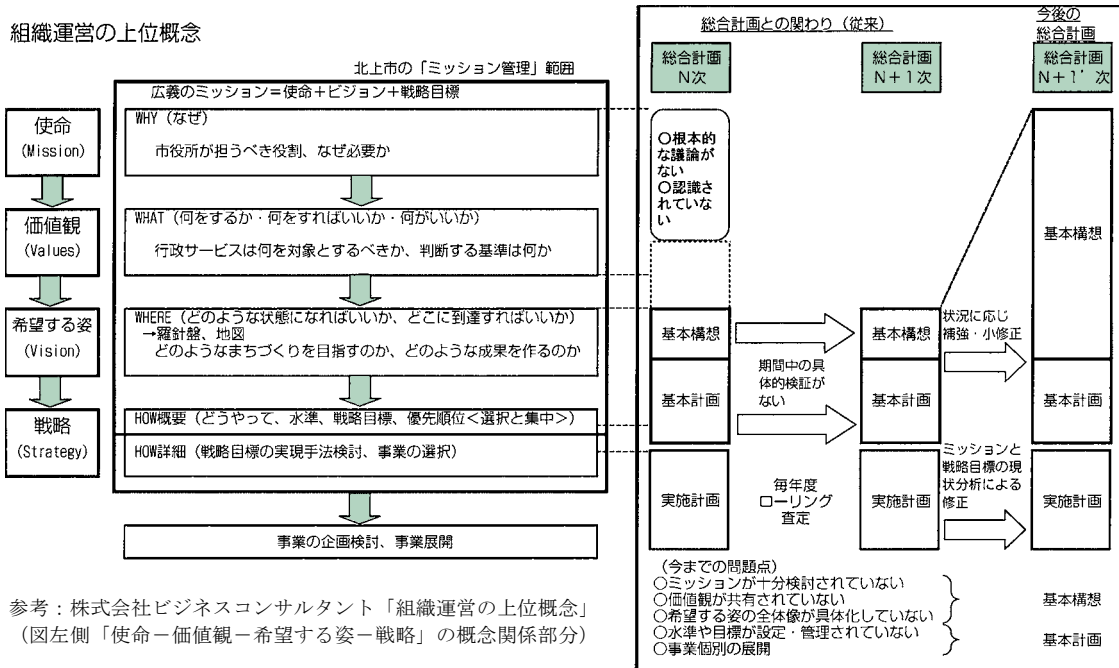 組織運営の上位概念
北上市の「ミッション管理」範囲
広義のミッション＝使命＋ビジョン＋戦略目標
使命
(Mission)
WHY（なぜ）
市役所が担うべき役割、なぜ必要か
価値観
(Values)
WHAT（何をするか・何をすればいいか・何がいいか）
行政サービスは何を対象とするべきか、判断する基準は何か
希望する姿
(Vision)
WHERE（どのような状態になればいいか、どこに到達すればいいか）
→羅針盤、地図
どのようなまちづくりを目指すのか、どのような成果を作るのか
戦略
(Strategy)
HOW概要（どうやって、水準、戦略目標、優先順位＜選択と集中＞）
HOW詳細（戦略目標の実現手法検討、事業の選択）
事業の企画検討、事業展開
参考：株式会社ビジネスコンサルタント「組織運営の上位概念」
（図左側「使命－価値観－希望する姿－戦略」の概念関係部分）
総合計画との関わり（従来）
今後の
総合計画
総合計画
N次
総合計画
N＋1次
総合計画
N＋1’次
○根本的
な議論が
ない
○認識さ
れていな
い
基本構想
基本計画
実施計画
期間中の具
体的検証が
ない
毎年度
ローリング
査定
基本構想
基本計画
実施計画
状況に応じ
補強・小修正
ミッションと
戦略目標の現
状分析による
修正
基本構想
基本計画
実施計画
（今までの問題点）
○ミッションが十分検討されていない
○価値観が共有されていない
○希望する姿の全体像が具体化していない
○水準や目標が設定・管理されていない
○事業個別の展開
基本構想
基本計画